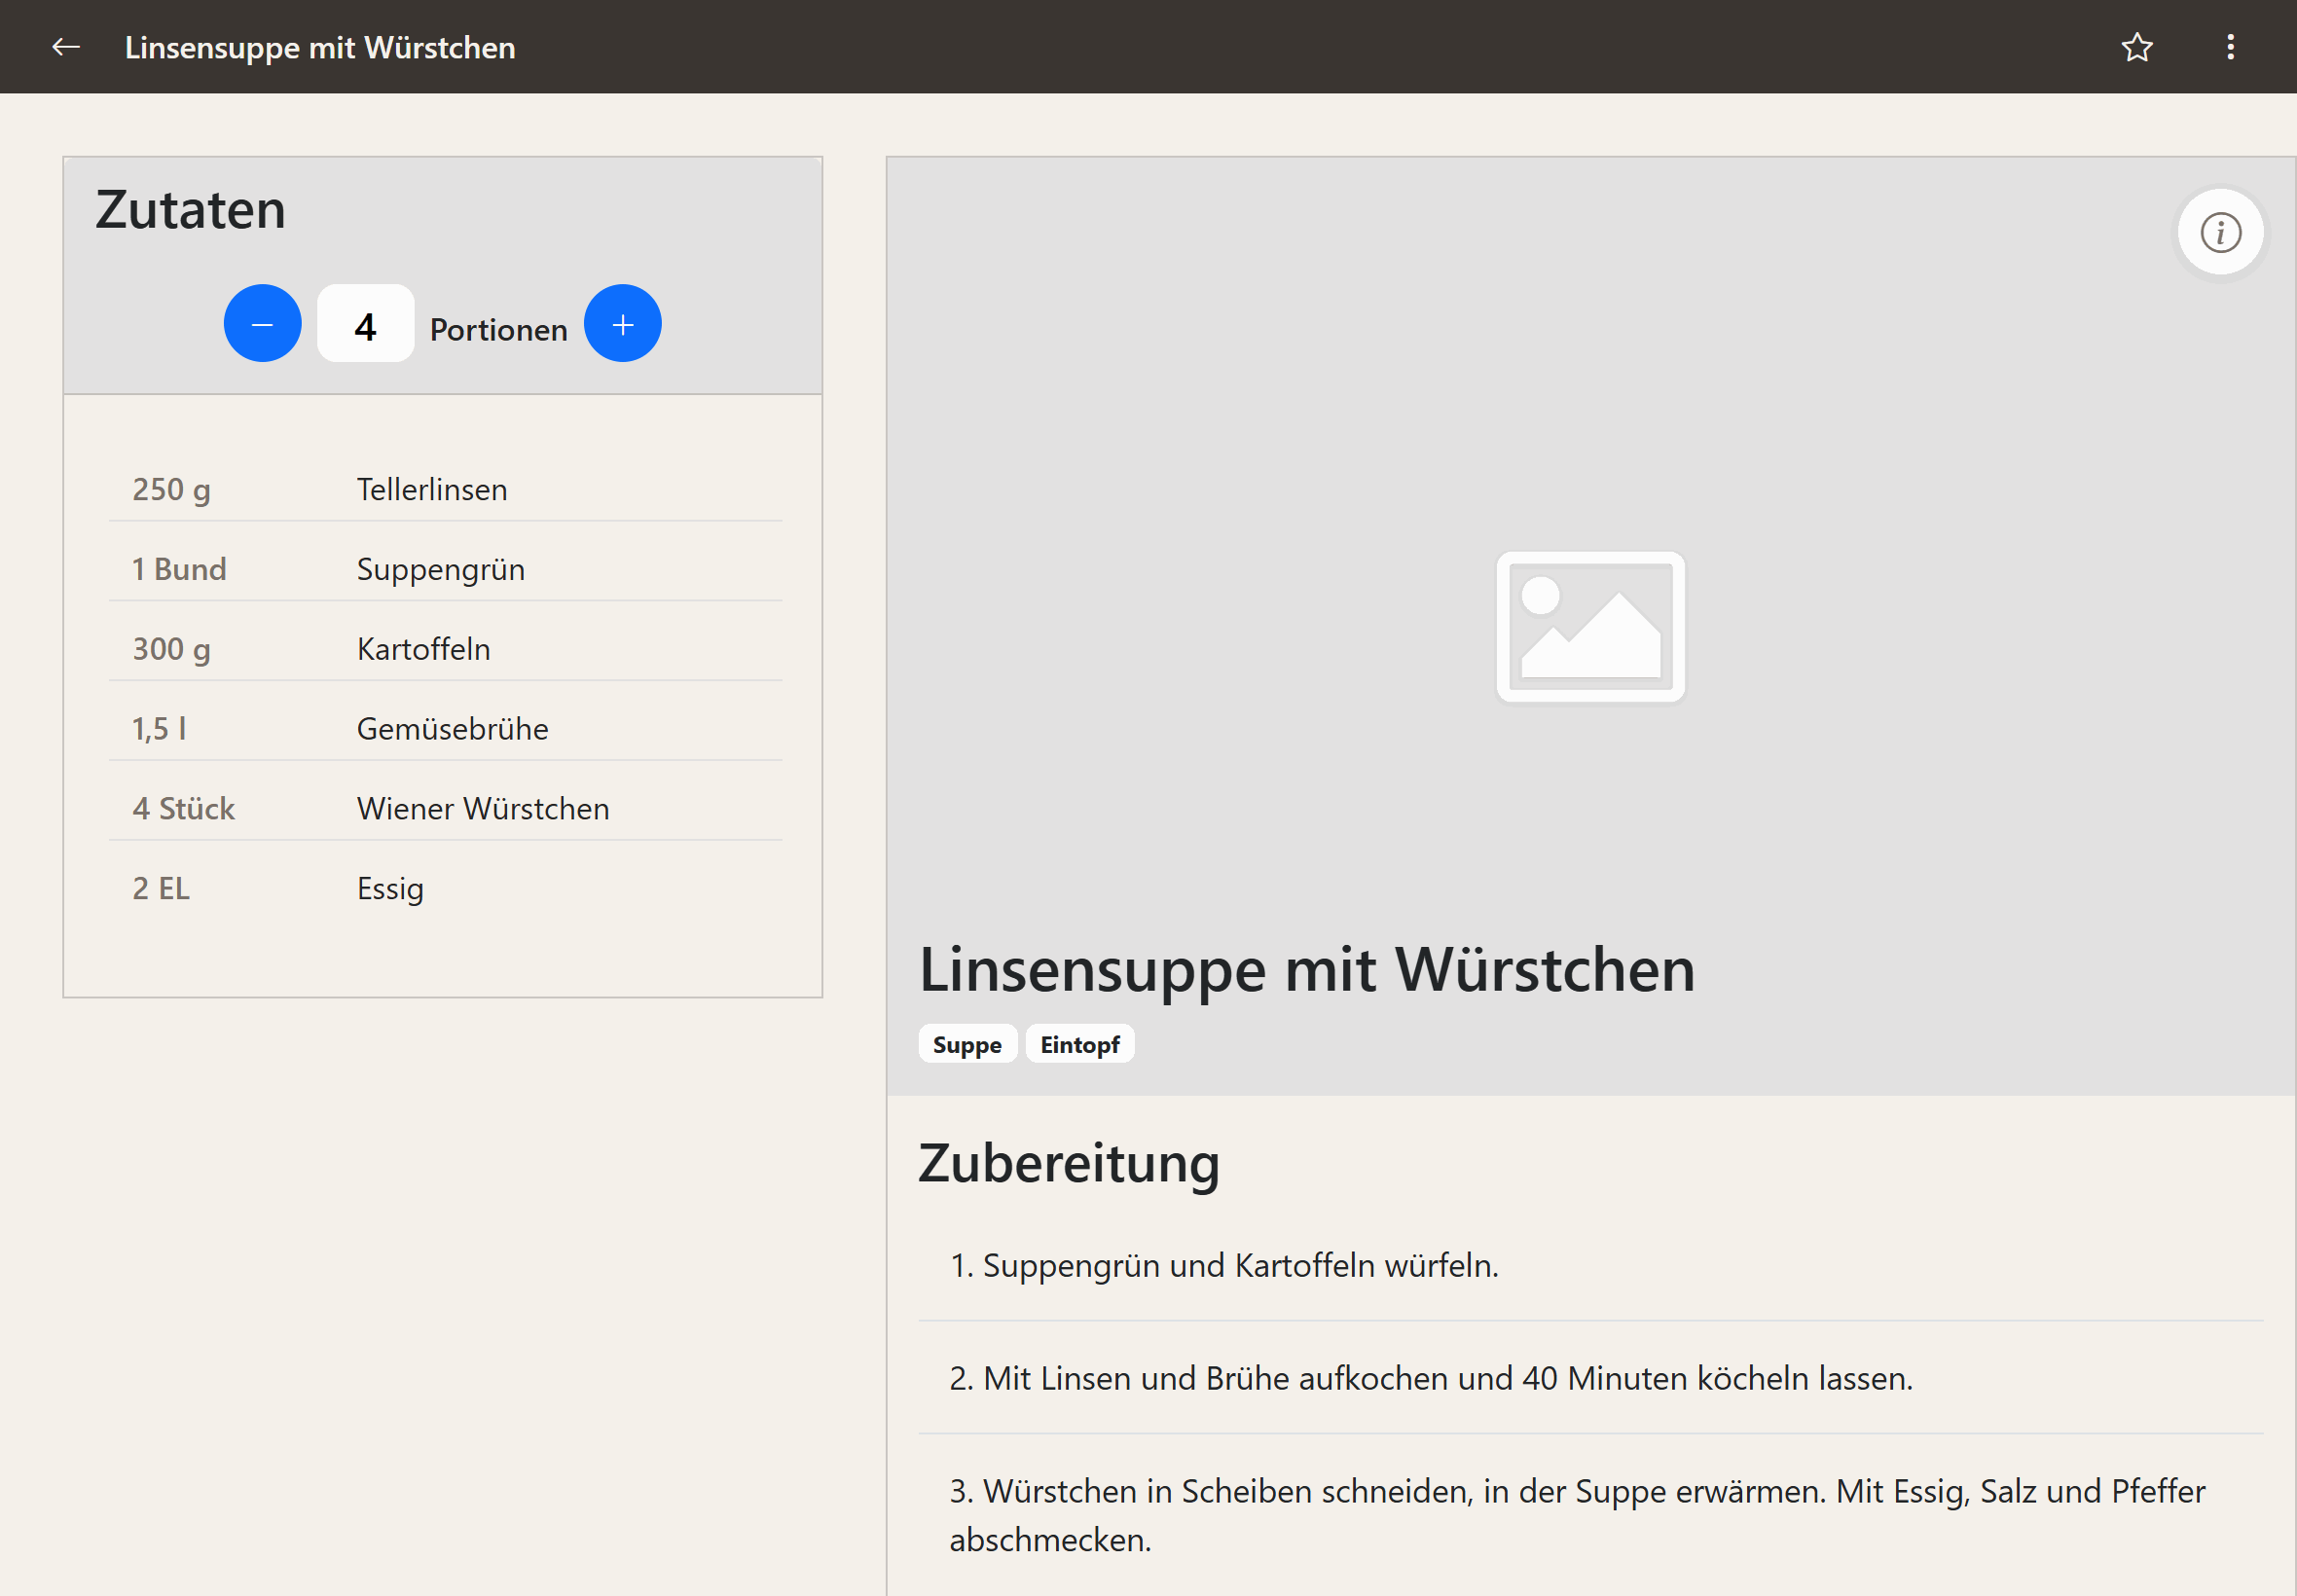 Linsensuppe mit Würstchen
Zutaten
4 Portionen
250 g Tellerlinsen
1 Bund Suppengrün
300 g Kartoffeln
1,5 l Gemüsebrühe
4 Stück Wiener Würstchen
2 EL Essig
Linsensuppe mit Würstchen
Suppe Eintopf
Zubereitung
1. Suppengrün und Kartoffeln würfeln.
2. Mit Linsen und Brühe aufkochen und 40 Minuten köcheln lassen.
3. Würstchen in Scheiben schneiden, in der Suppe erwärmen. Mit Essig, Salz und Pfeffer
abschmecken.